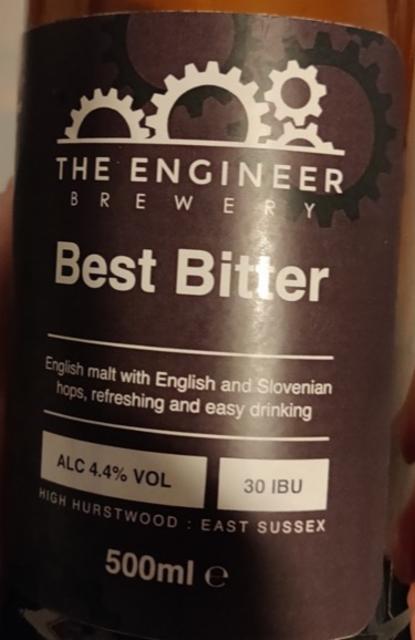 THE ENGINEER
BREWERY
Best Bitter
English malt with English and Slovenian
hops, refreshing and easy drinking
ALC 4.4% VOL
30 IBU
HIGH HURSTWOOD : EAST SUSSEX
500ml ℮